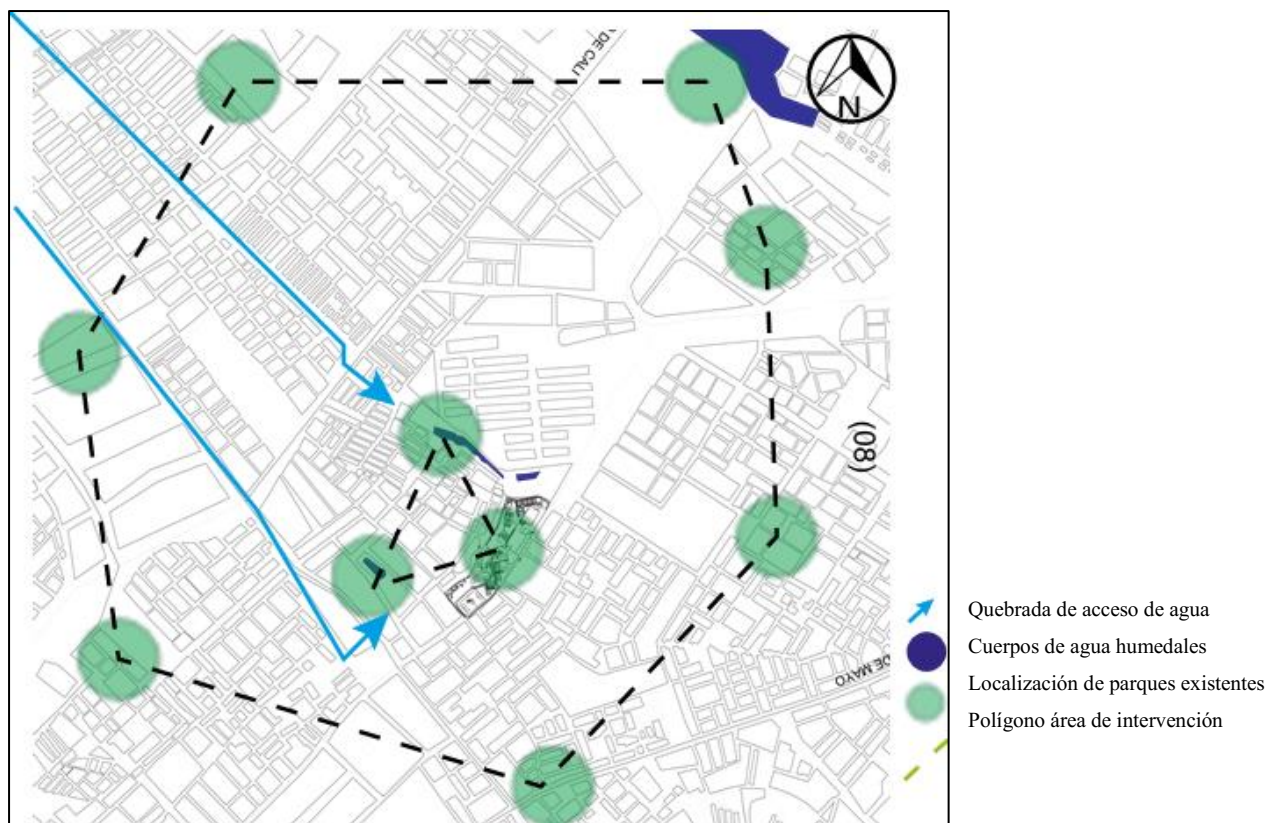 D DE CALI
N
(08)
DE MAYO
Quebrada de acceso de agua
Cuerpos de agua humedales
Localización de parques existentes
Polígono área de intervención